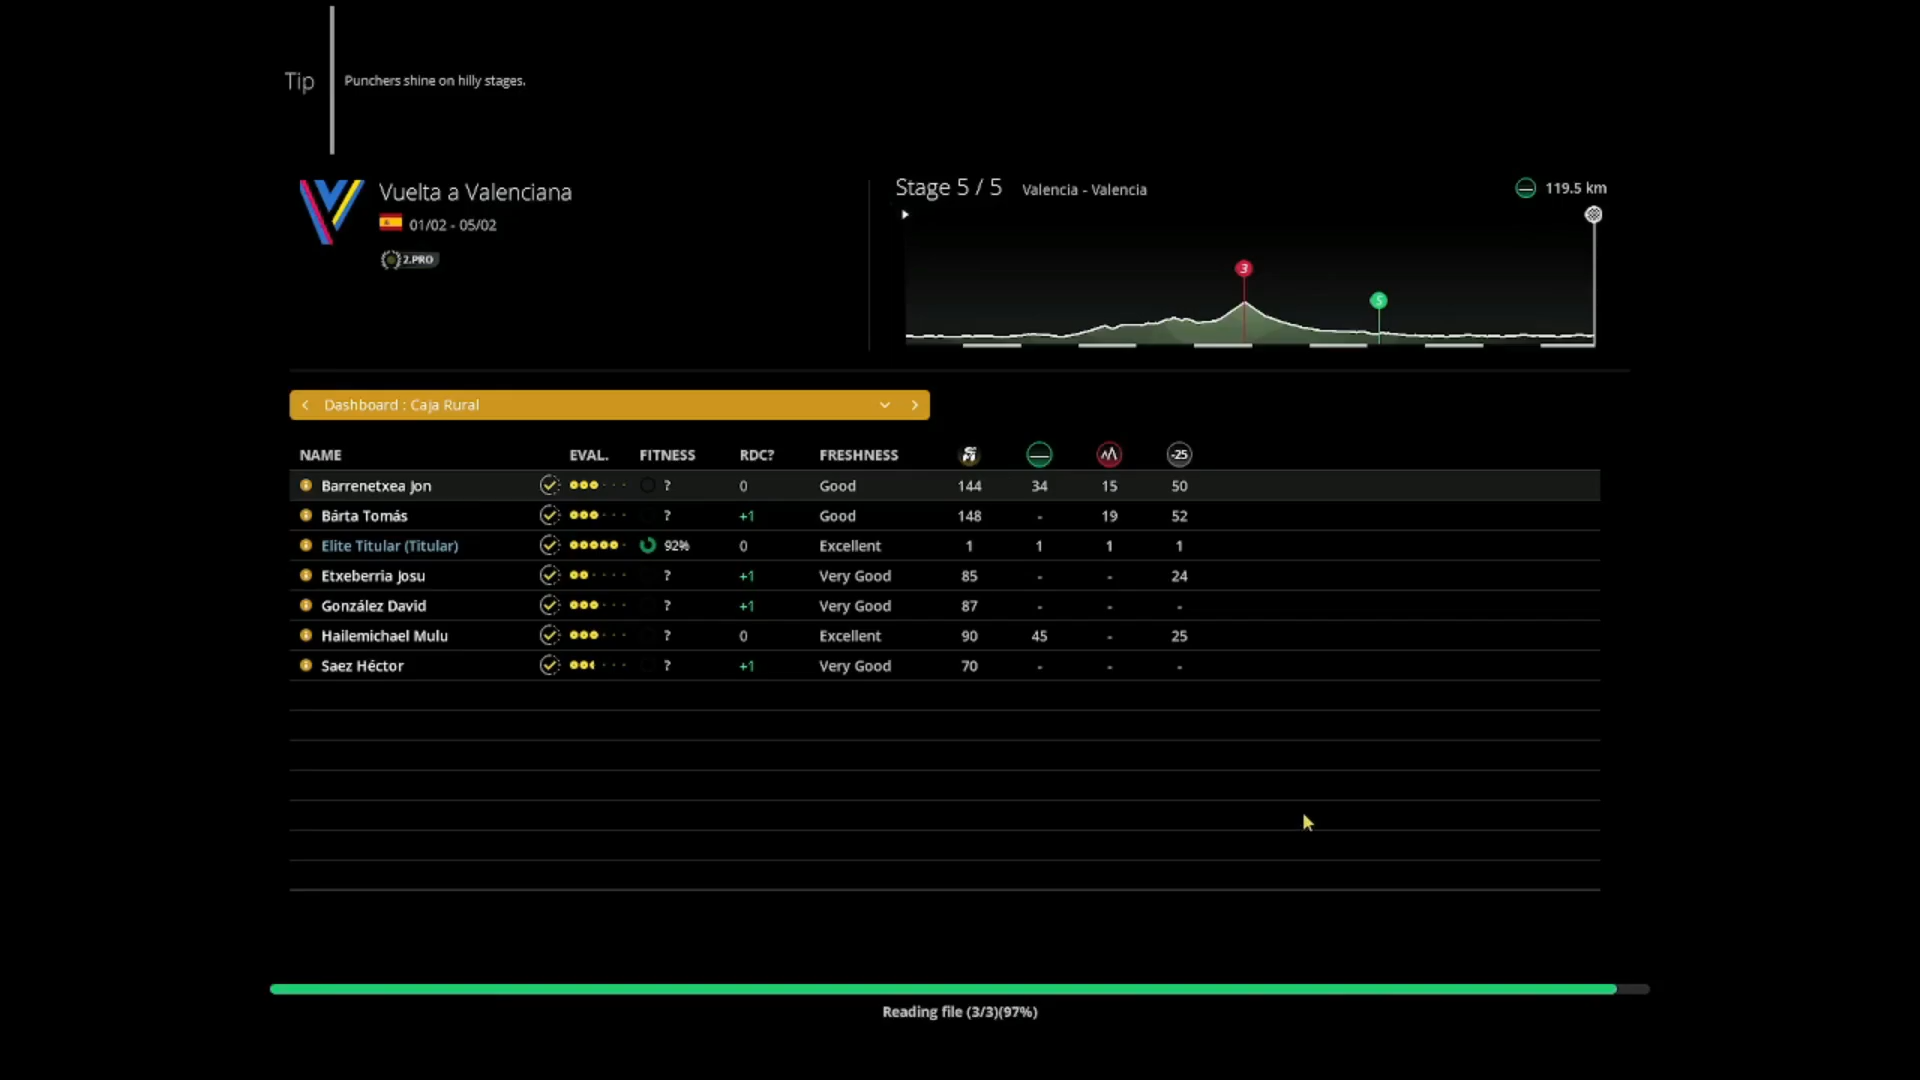 Tip
Punchers shine on hilly stages.
Vuelta a Valenciana
01/02 - 05/02
2.PRO
Stage 5 / 5 Valencia - Valencia 119.5 km
3
S
Dashboard : Caja Rural
NAME EVAL. FITNESS RDC? FRESHNESS -25
Barrenetxea Jon ? 0 Good 144 34 15 50
Bárta Tomás ? +1 Good 148 - 19 52
Elite Titular (Titular) 92% 0 Excellent 1 1 1 1
Etxeberria Josu ? +1 Very Good 85 - - 24
González David ? +1 Very Good 87 - - -
Hailemichael Mulu ? 0 Excellent 90 45 - 25
Saez Héctor ? +1 Very Good 70 - - -
Reading file (3/3)(97%)